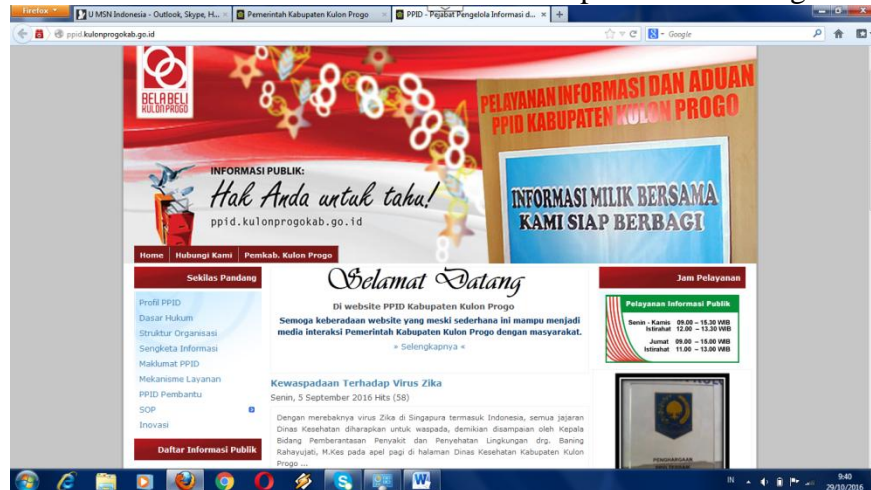 Firefox
U MSN Indonesia - Outlook, Skype, H...
Pemerintah Kabupaten Kulon Progo
PPID - Pejabat Pengelola Informasi d...
ppid.kulonprogokab.go.id
Google
BELA BELI
KULON PROGO
PELAYANAN INFORMASI DAN ADUAN
PPID KABUPATEN KULON PROGO
INFORMASI PUBLIK:
Hak Anda untuk tahu!
ppid.kulonprogokab.go.id
INFORMASI MILIK BERSAMA
KAMI SIAP BERBAGI
Home
Hubungi Kami
Pemkab. Kulon Progo
Sekilas Pandang
Profil PPID
Dasar Hukum
Struktur Organisasi
Sengketa Informasi
Maklumat PPID
Mekanisme Layanan
PPID Pembantu
SOP
Inovasi
Daftar Informasi Publik
Selamat Datang
Di website PPID Kabupaten Kulon Progo
Semoga keberadaan website yang meski sederhana ini mampu menjadi
media interaksi Pemerintah Kabupaten Kulon Progo dengan masyarakat.
» Selengkapnya «
Kewaspadaan Terhadap Virus Zika
Senin, 5 September 2016 Hits (58)
Dengan merebaknya virus Zika di Singapura termasuk Indonesia, semua jajaran
Dinas Kesehatan diharapkan untuk waspada, demikian disampaian oleh Kepala
Bidang Pemberantasan Penyakit dan Penyehatan Lingkungan drg. Baning
Rahayujati, M.Kes pada apel pagi di halaman Dinas Kesehatan Kabupaten Kulon
Progo ...
Jam Pelayanan
Pelayanan Informasi Publik
Senin - Kamis 09.00 – 15.30 WIB
Istirahat 12.00 – 13.30 WIB
Jumat 09.00 – 15.00 WIB
Istirahat 11.00 – 13.00 WIB
PENGHARGAAN
IN
9:40
29/10/2016